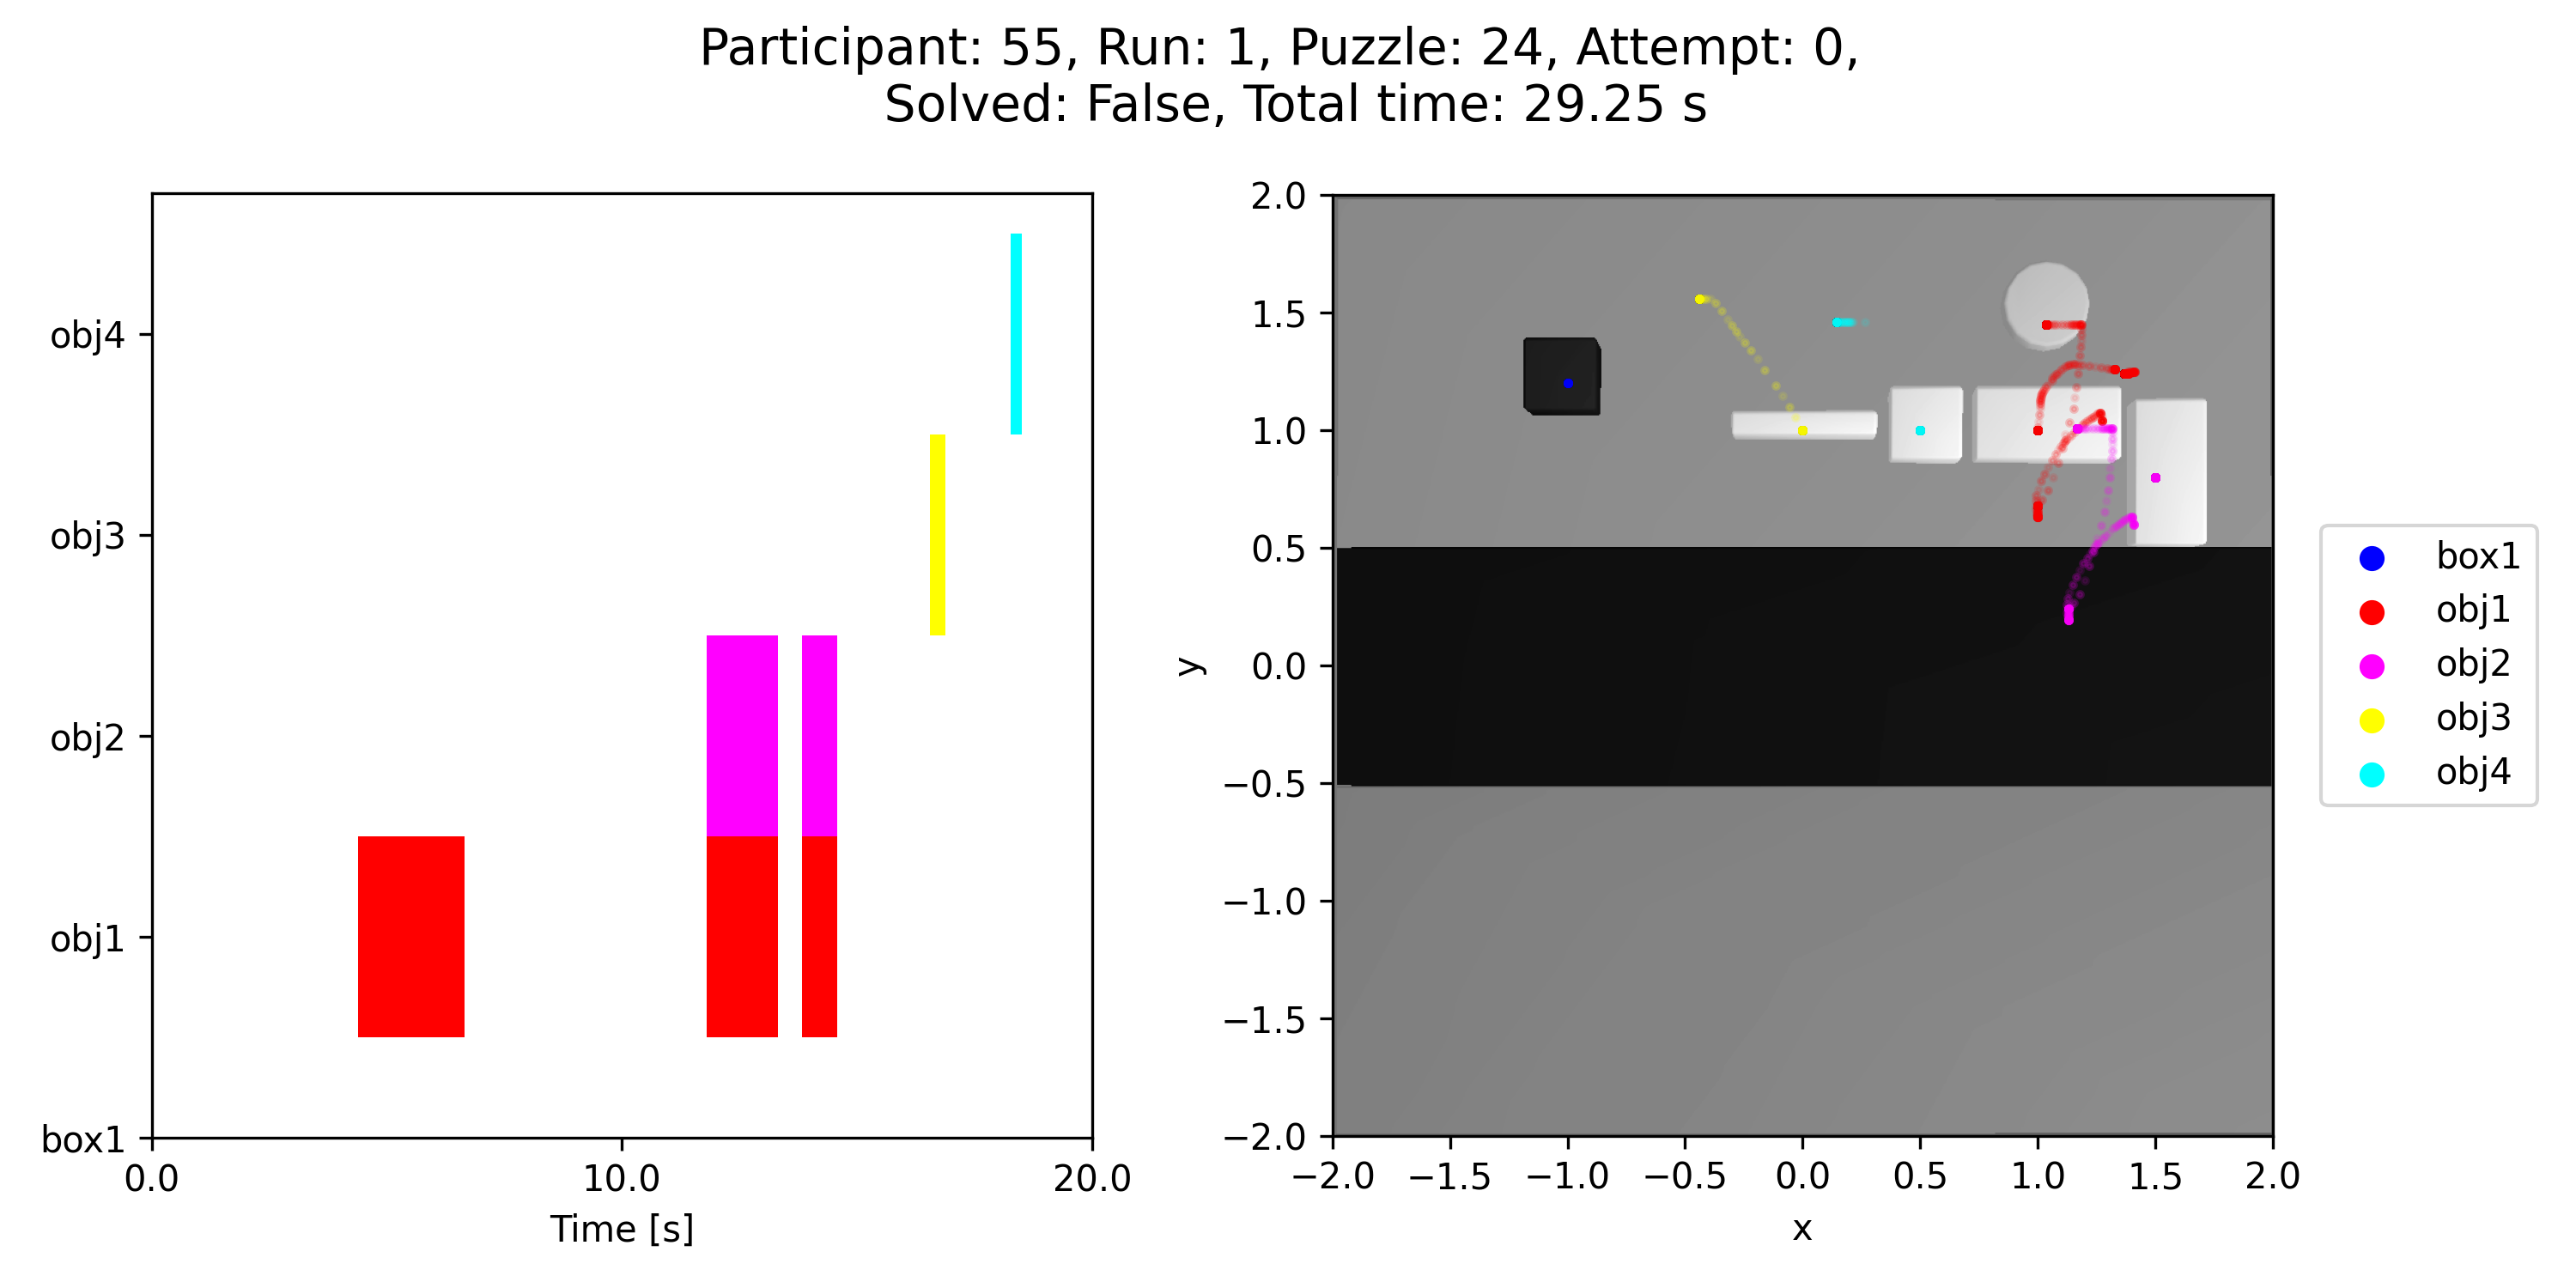 Participant: 55, Run: 1, Puzzle: 24, Attempt: 0,
Solved: False, Total time: 29.25 s
obj4
obj3
obj2
obj1
box1
0.0 10.0 20.0
Time [s]
2.0
1.5
1.0
0.5
0.0
−0.5
−1.0
−1.5
−2.0
y
−2.0 −1.5 −1.0 −0.5 0.0 0.5 1.0 1.5 2.0
x
box1
obj1
obj2
obj3
obj4